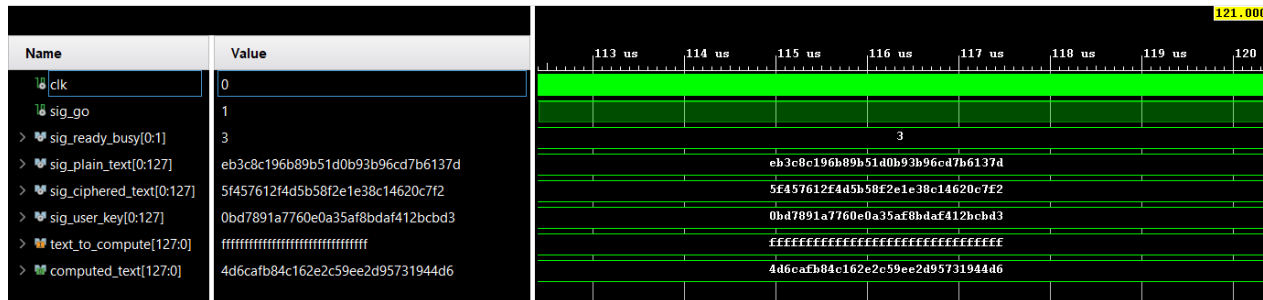 121.000
Name Value 113 us 114 us 115 us 116 us 117 us 118 us 119 us 120
clk 0
sig_go 1
sig_ready_busy[0:1] 3 3
sig_plain_text[0:127] eb3c8c196b89b51d0b93b96cd7b6137d eb3c8c196b89b51d0b93b96cd7b6137d
sig_ciphered_text[0:127] 5f457612f4d5b58f2e1e38c14620c7f2 5f457612f4d5b58f2e1e38c14620c7f2
sig_user_key[0:127] 0bd7891a7760e0a35af8bdaf412bcbd3 0bd7891a7760e0a35af8bdaf412bcbd3
text_to_compute[127:0] ffffffffffffffffffffffffffffffff ffffffffffffffffffffffffffffffff
computed_text[127:0] 4d6cafb84c162e2c59ee2d95731944d6 4d6cafb84c162e2c59ee2d95731944d6